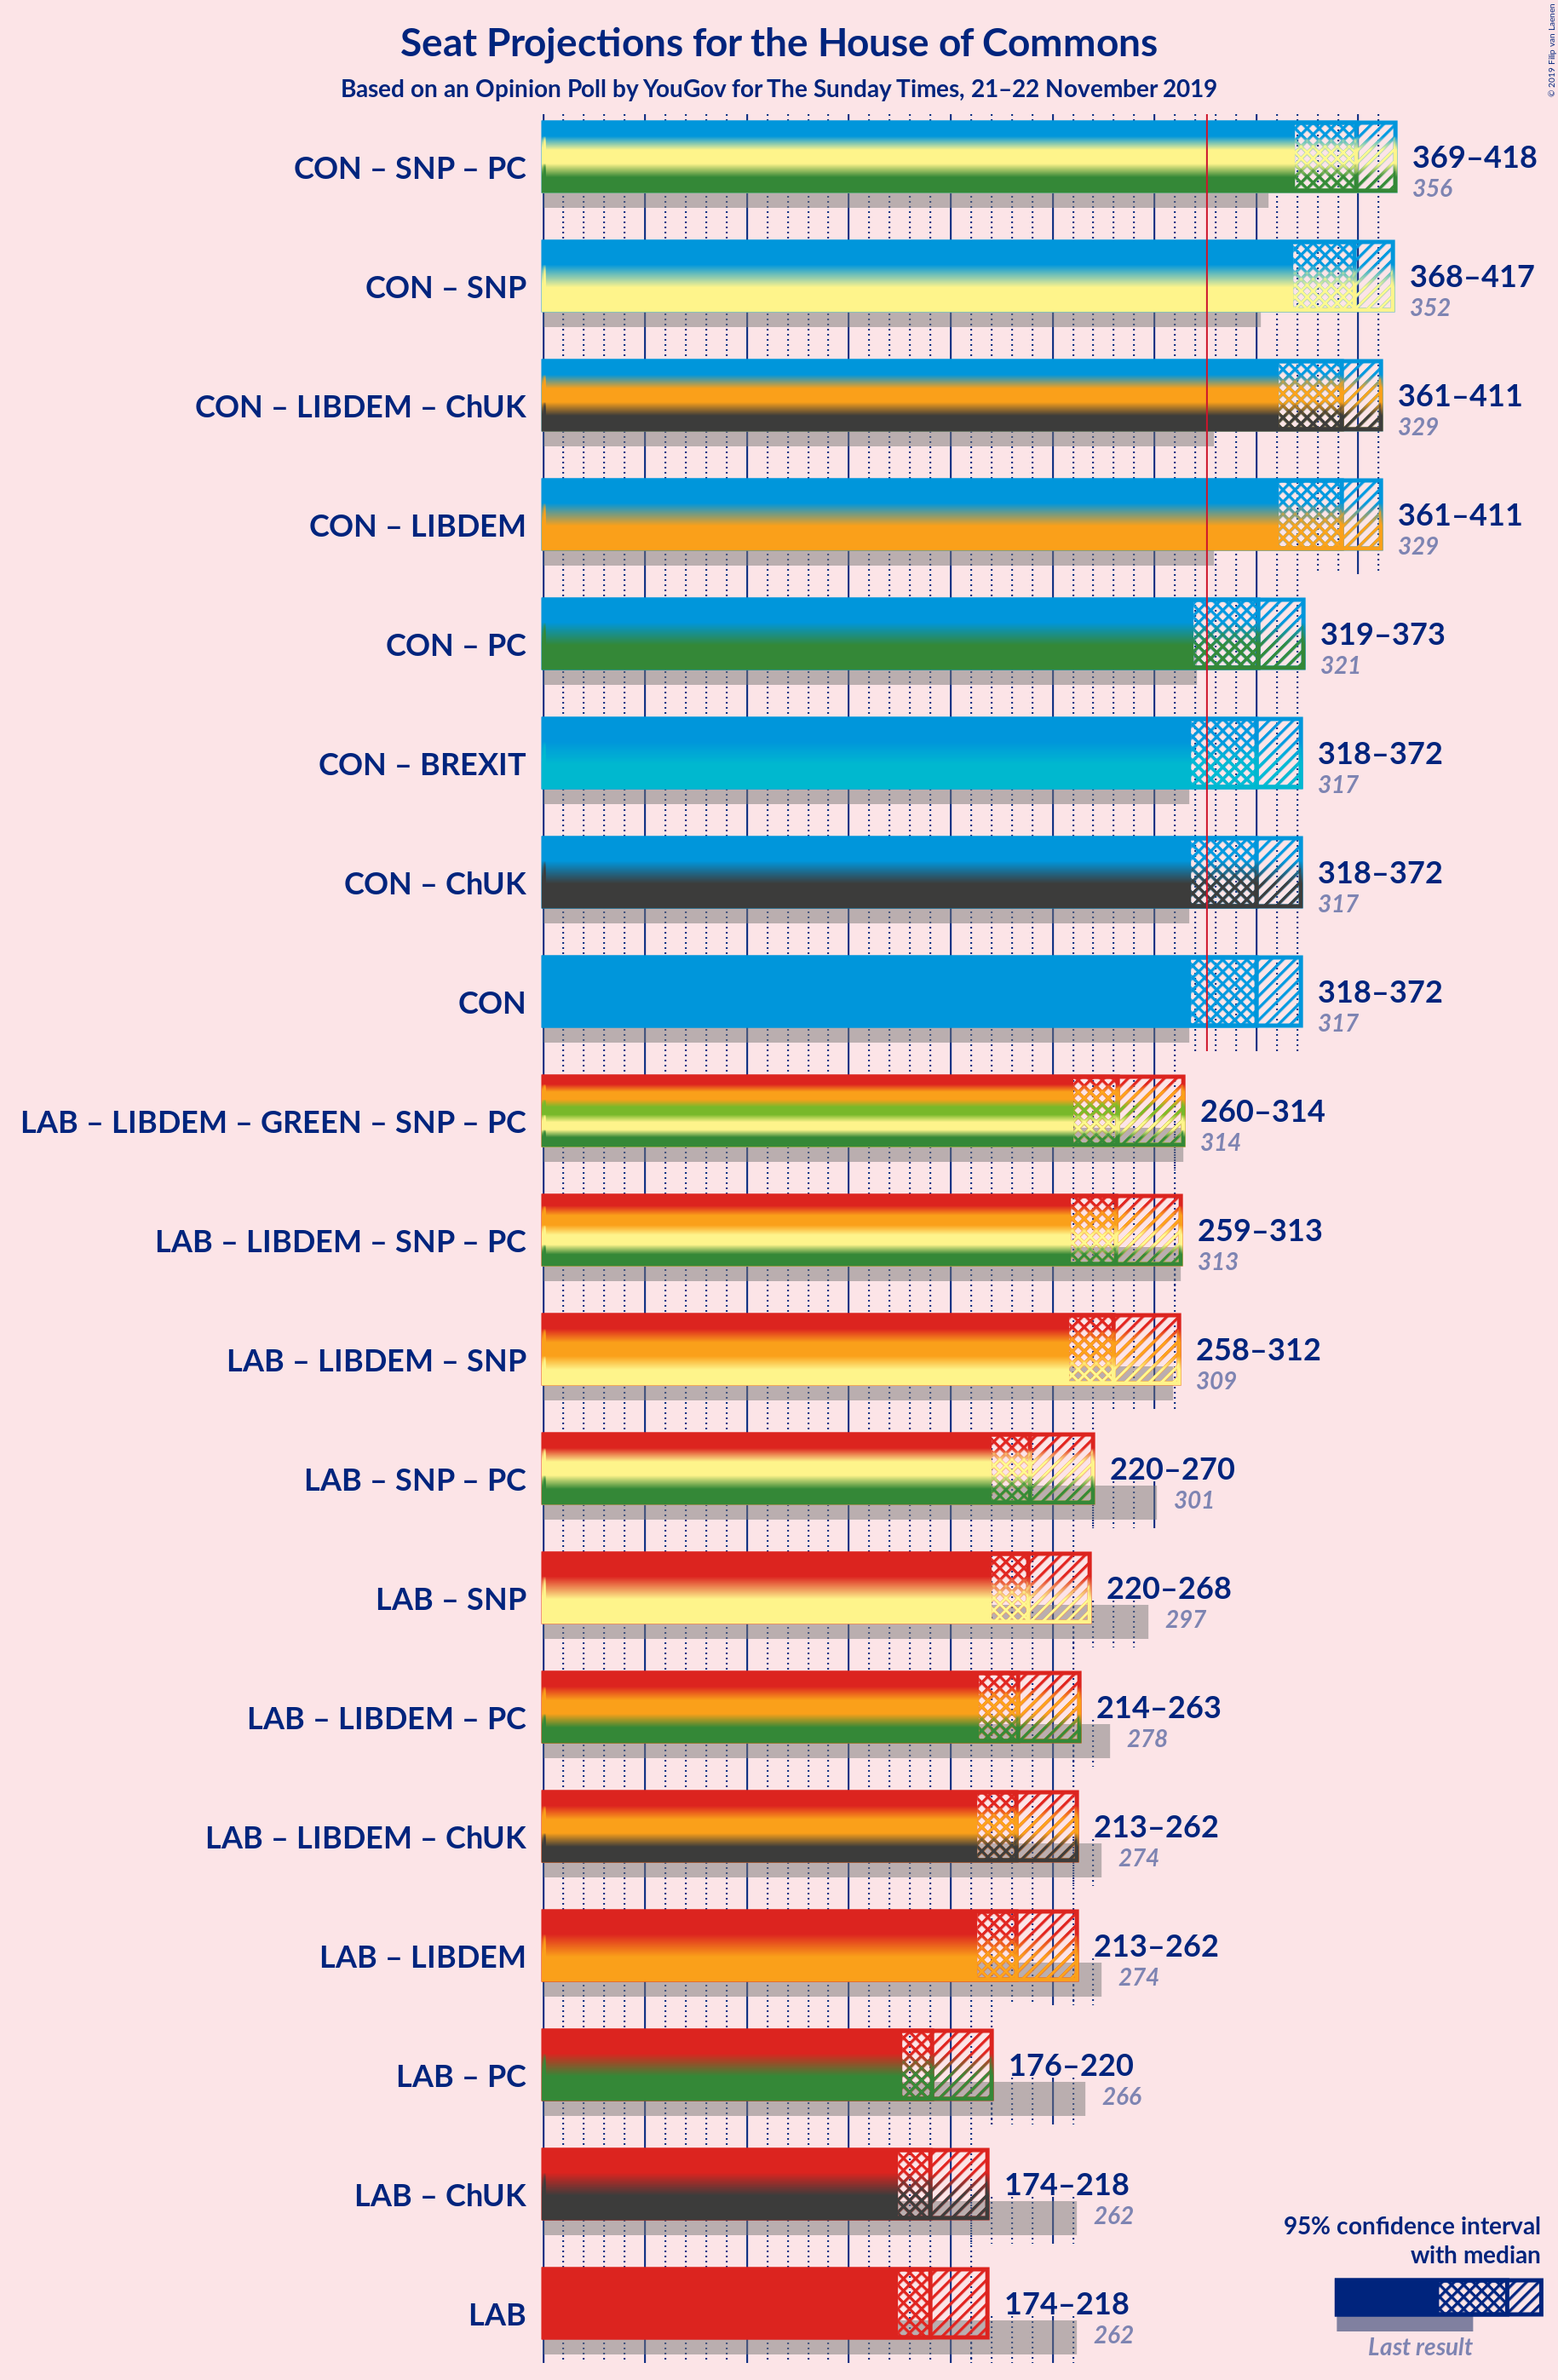 Seat Projections for the House of Commons
Based on an Opinion Poll by YouGov for The Sunday Times, 21–22 November 2019
© 2019 Filip van Laenen
CON – SNP – PC
369–418
356
CON – SNP
368–417
352
CON – LIBDEM – ChUK
361–411
329
CON – LIBDEM
361–411
329
CON – PC
319–373
321
CON – BREXIT
318–372
317
CON – ChUK
318–372
317
CON
318–372
317
LAB – LIBDEM – GREEN – SNP – PC
260–314
314
LAB – LIBDEM – SNP – PC
259–313
313
LAB – LIBDEM – SNP
258–312
309
LAB – SNP – PC
220–270
301
LAB – SNP
220–268
297
LAB – LIBDEM – PC
214–263
278
LAB – LIBDEM – ChUK
213–262
274
LAB – LIBDEM
213–262
274
LAB – PC
176–220
266
LAB – ChUK
174–218
262
LAB
174–218
262
95% confidence interval
with median
Last result